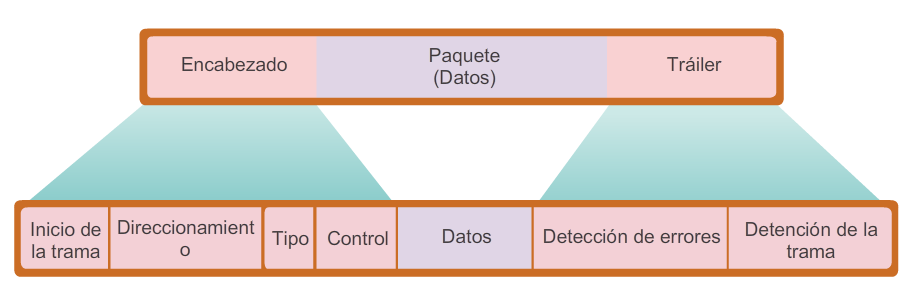 Encabezado
Paquete
(Datos)
Tráiler
Inicio de
la trama
Direccionamient
o
Tipo
Control
Datos
Detección de errores
Detención de la
trama